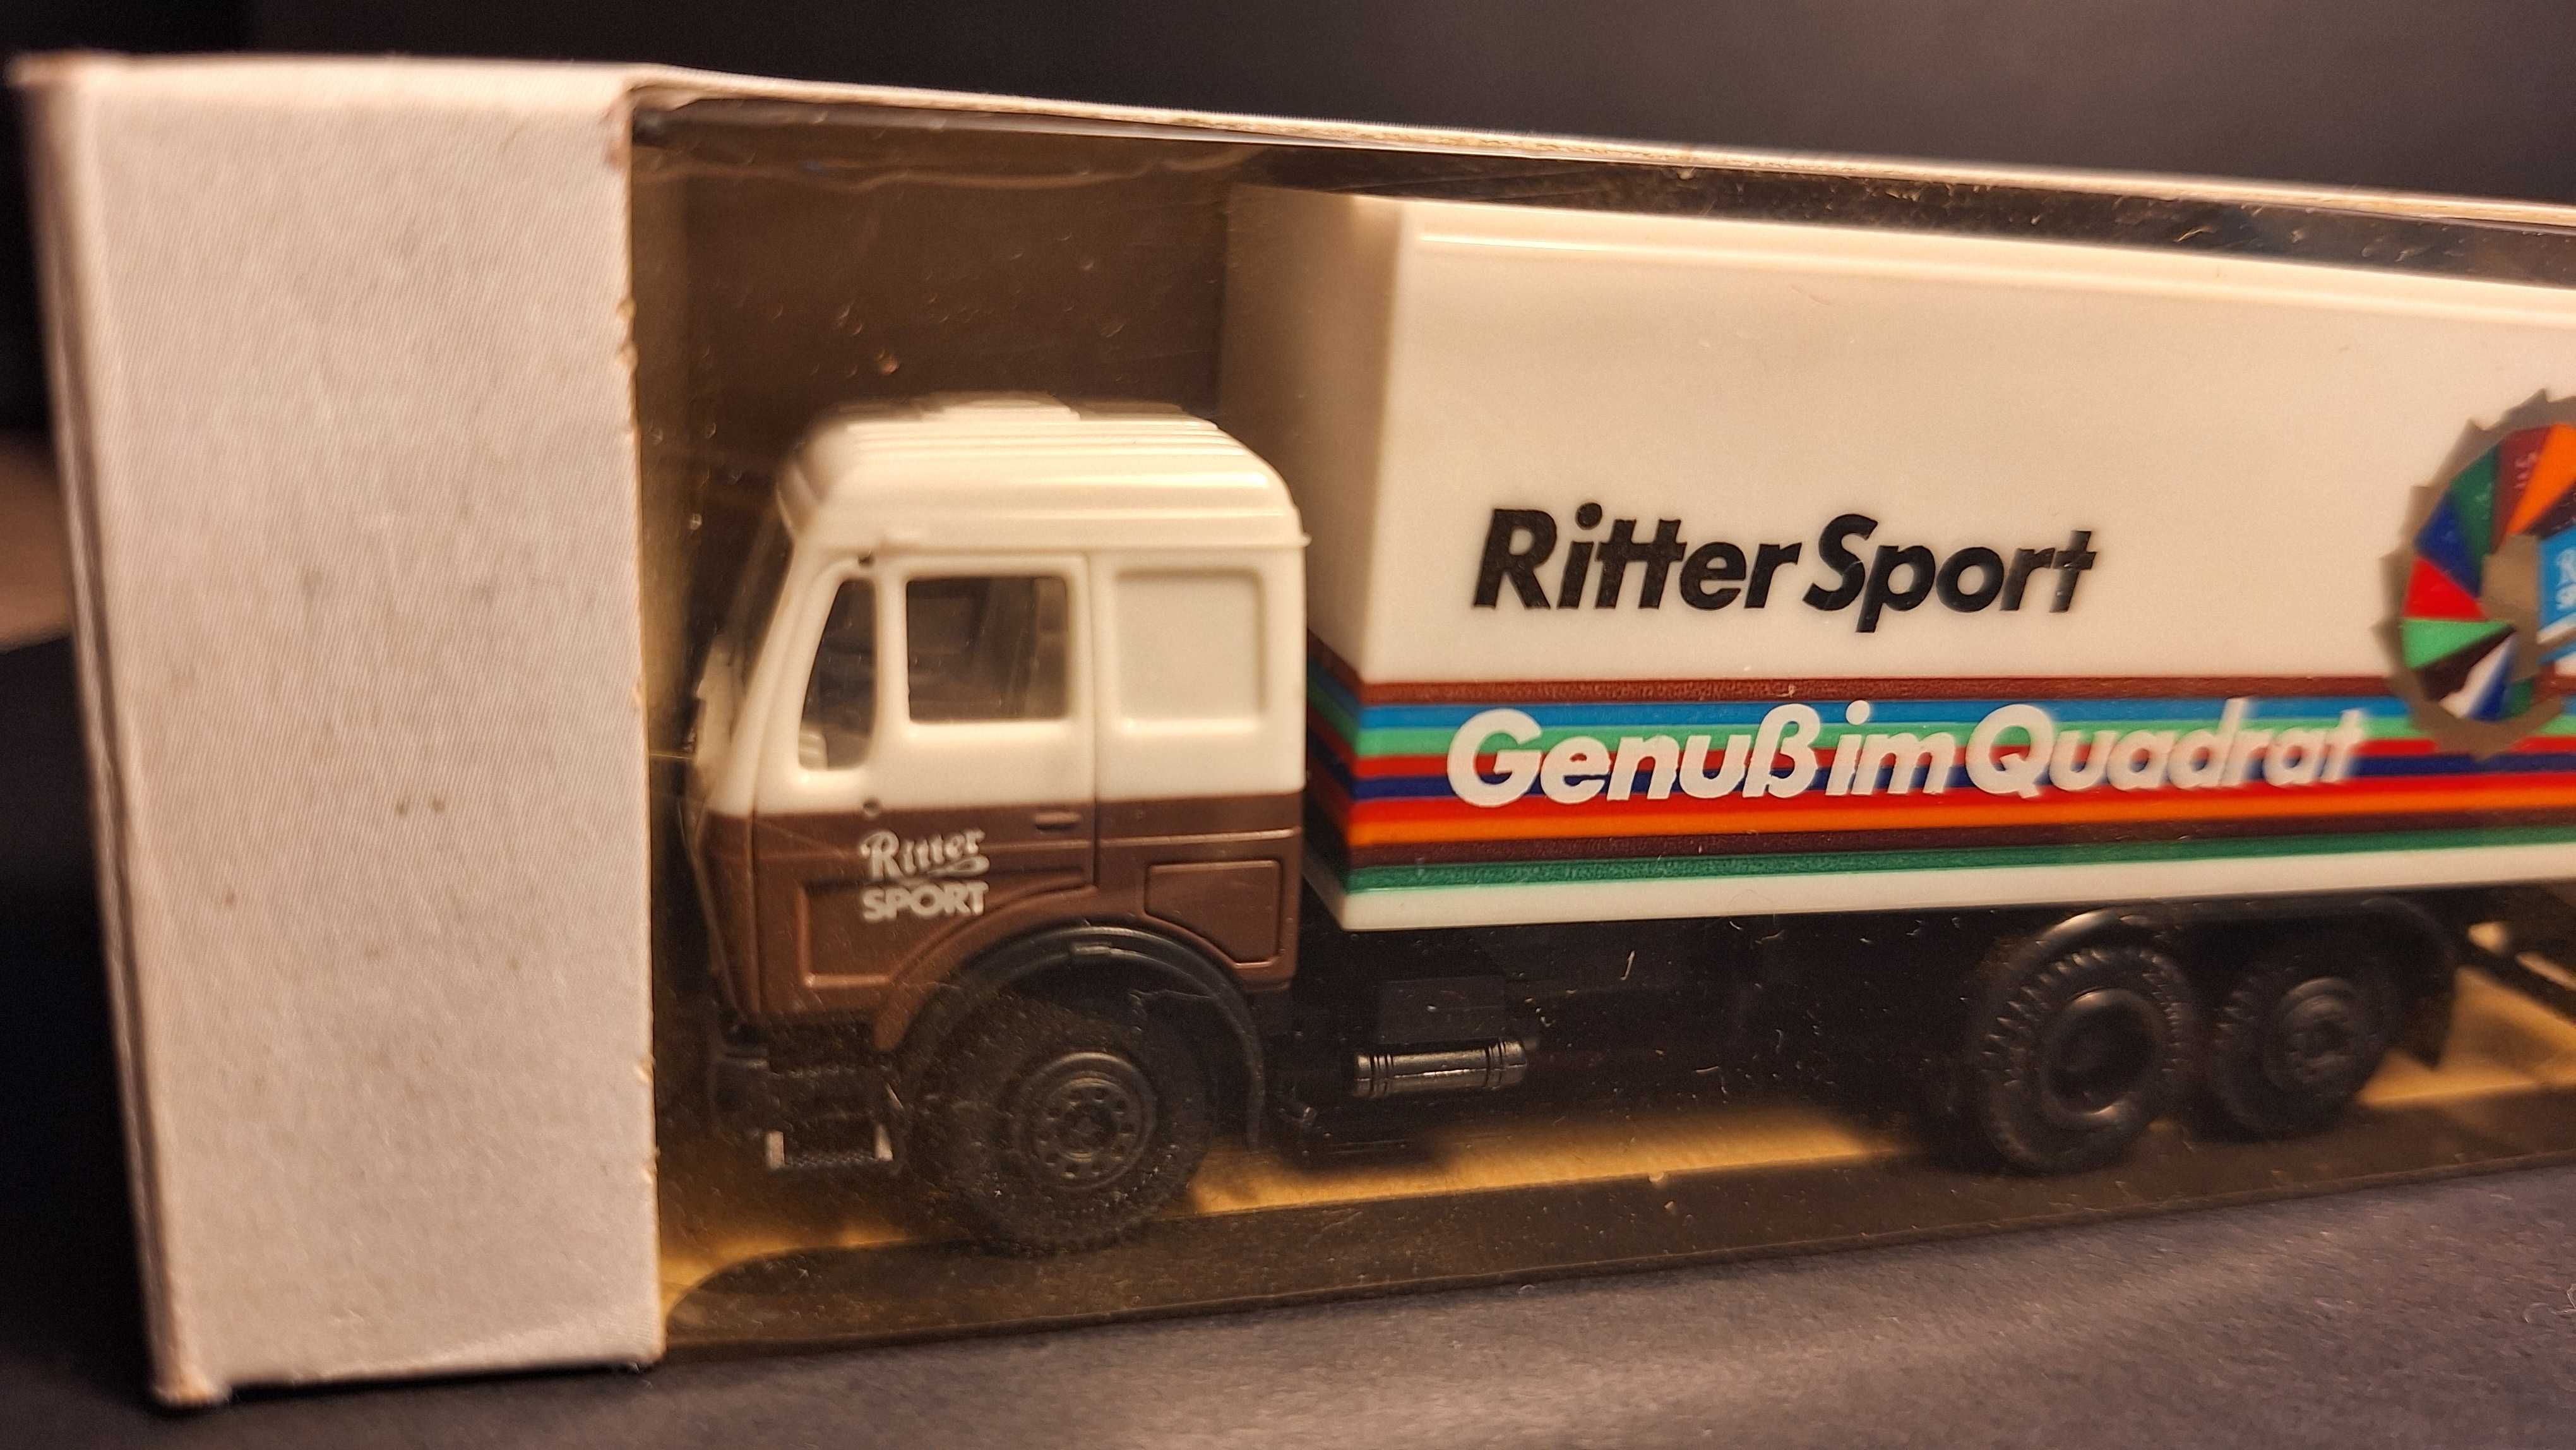 Ritter Sport
Genuß im Quadrat
Ritter
SPORT